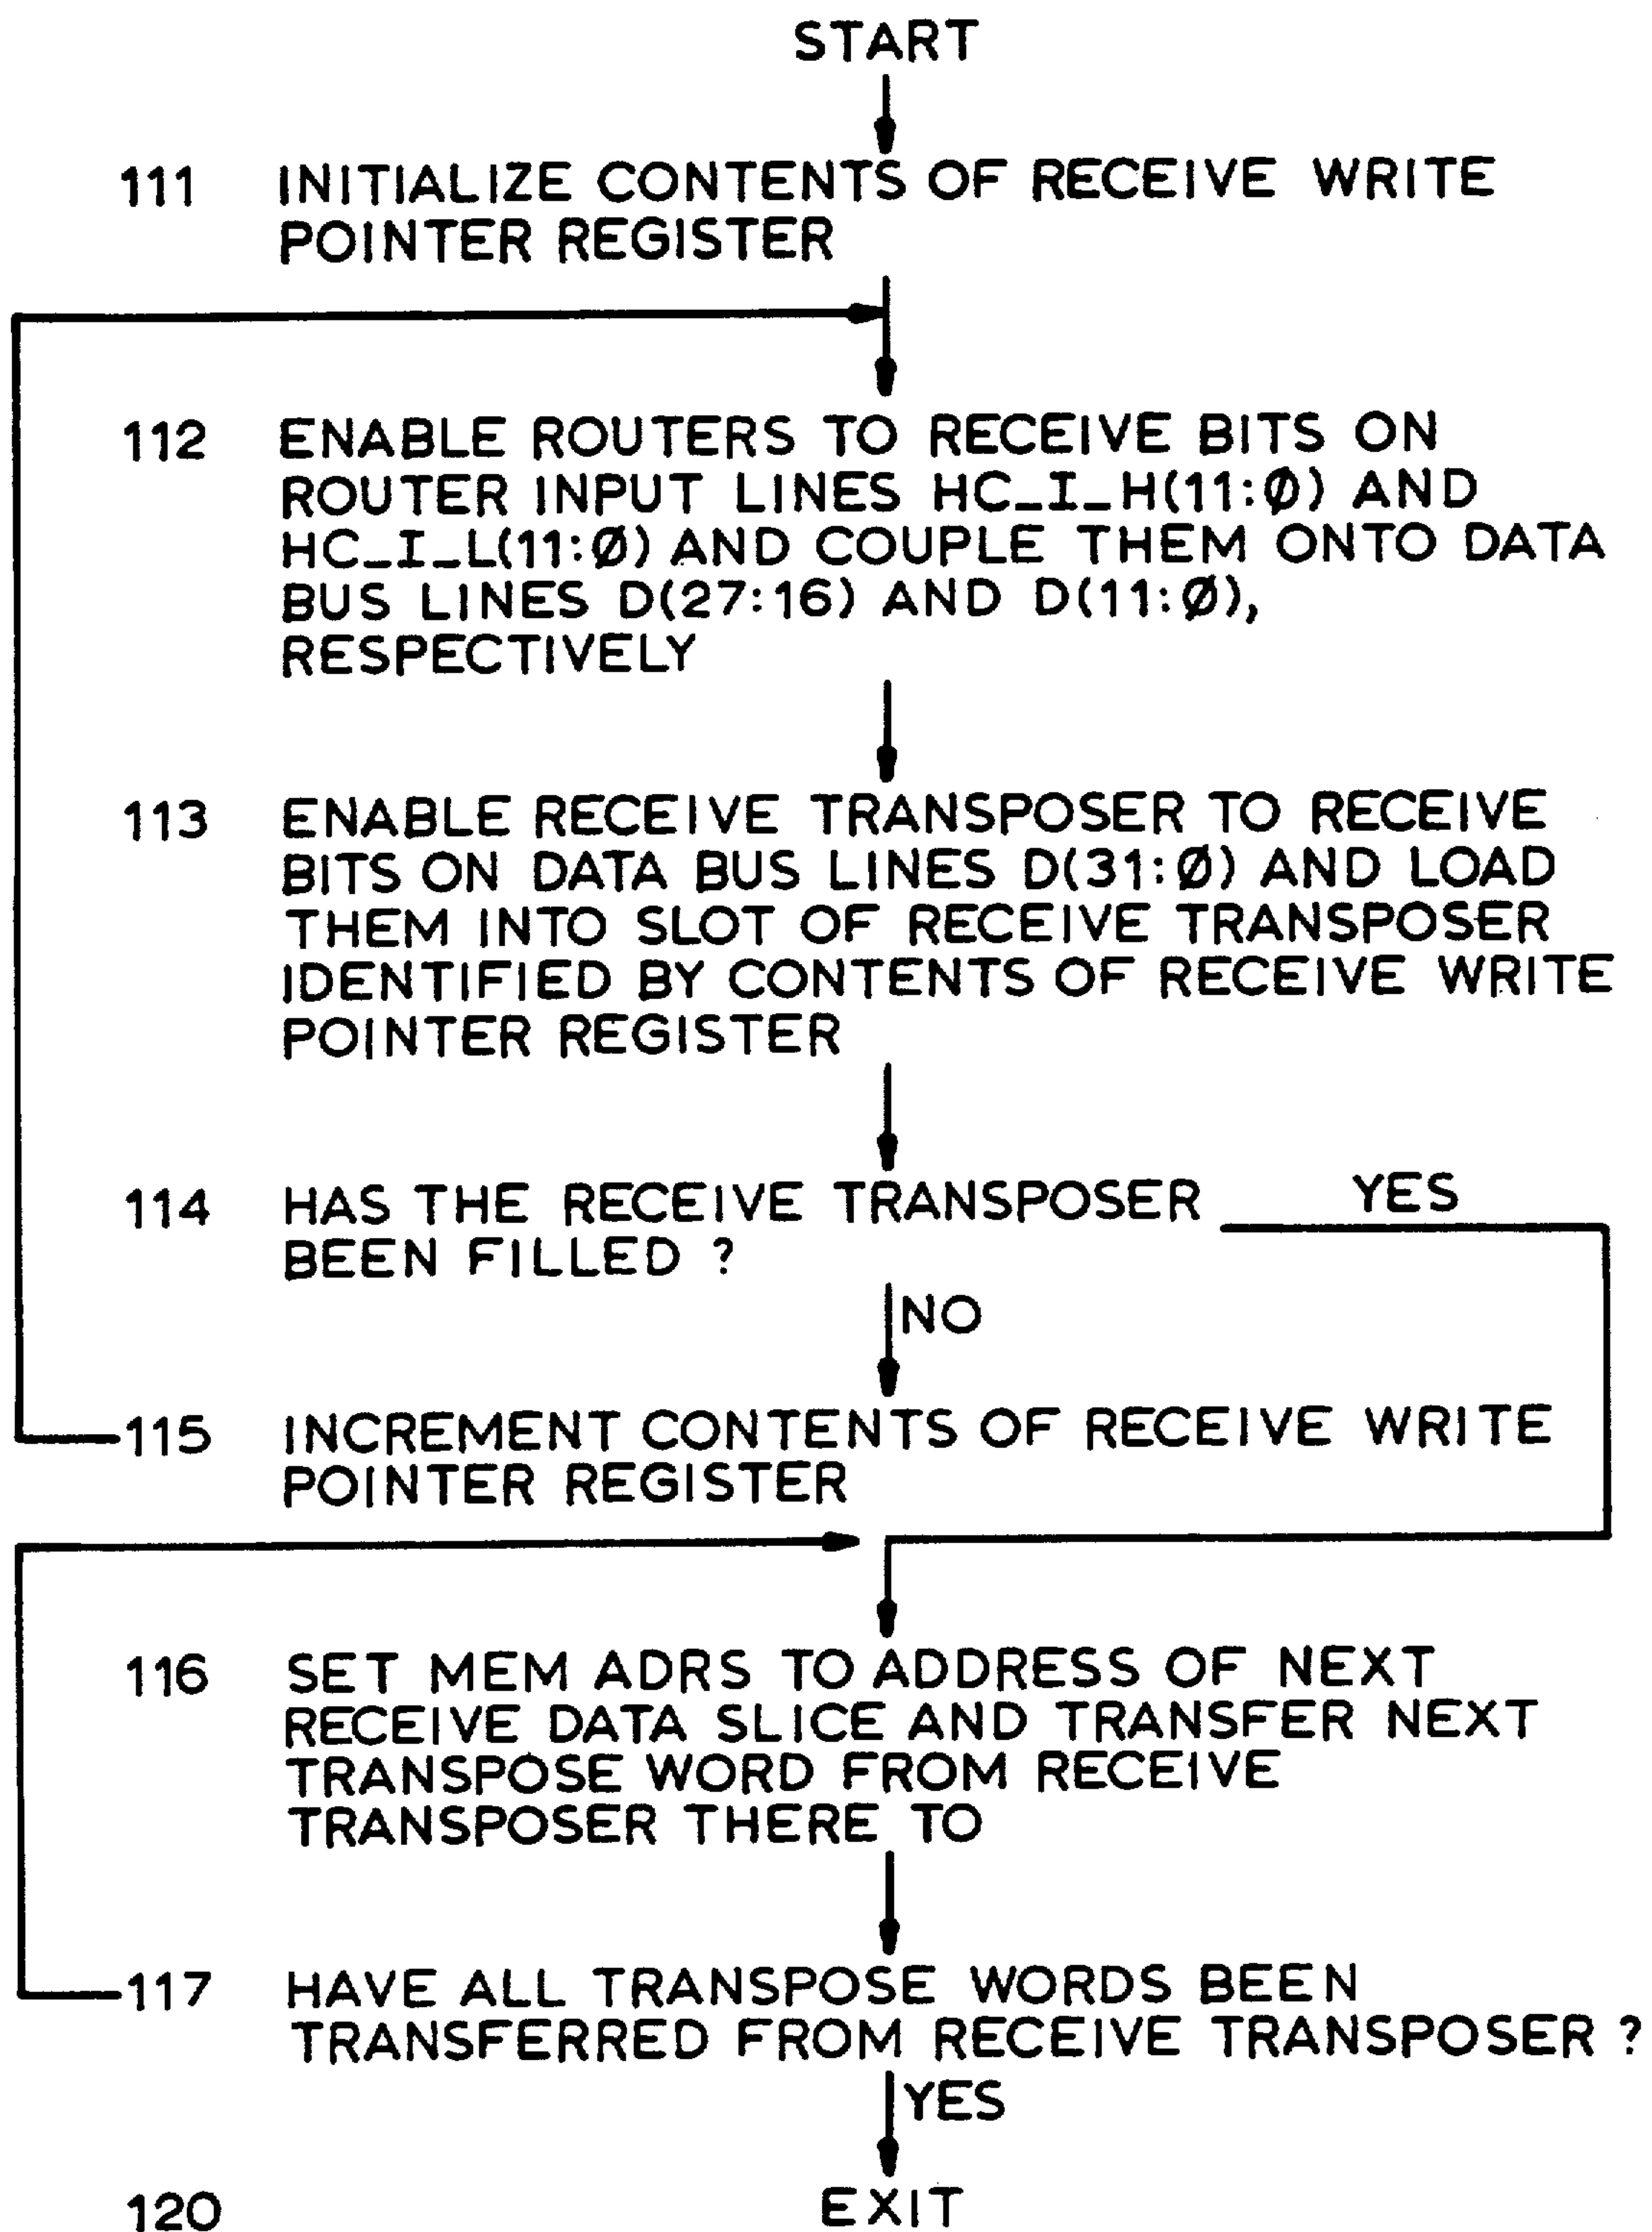 START
111 INITIALIZE CONTENTS OF RECEIVE WRITE
POINTER REGISTER
112 ENABLE ROUTERS TO RECEIVE BITS ON
ROUTER INPUT LINES HC_I_H(11:Ø) AND
HC_I_L(11:Ø) AND COUPLE THEM ONTO DATA
BUS LINES D(27:16) AND D(11:Ø),
RESPECTIVELY
113 ENABLE RECEIVE TRANSPOSER TO RECEIVE
BITS ON DATA BUS LINES D(31:Ø) AND LOAD
THEM INTO SLOT OF RECEIVE TRANSPOSER
IDENTIFIED BY CONTENTS OF RECEIVE WRITE
POINTER REGISTER
114 HAS THE RECEIVE TRANSPOSER YES
BEEN FILLED ?
NO
115 INCREMENT CONTENTS OF RECEIVE WRITE
POINTER REGISTER
116 SET MEM ADRS TO ADDRESS OF NEXT
RECEIVE DATA SLICE AND TRANSFER NEXT
TRANSPOSE WORD FROM RECEIVE
TRANSPOSER THERE TO
117 HAVE ALL TRANSPOSE WORDS BEEN
TRANSFERRED FROM RECEIVE TRANSPOSER ?
YES
120 EXIT